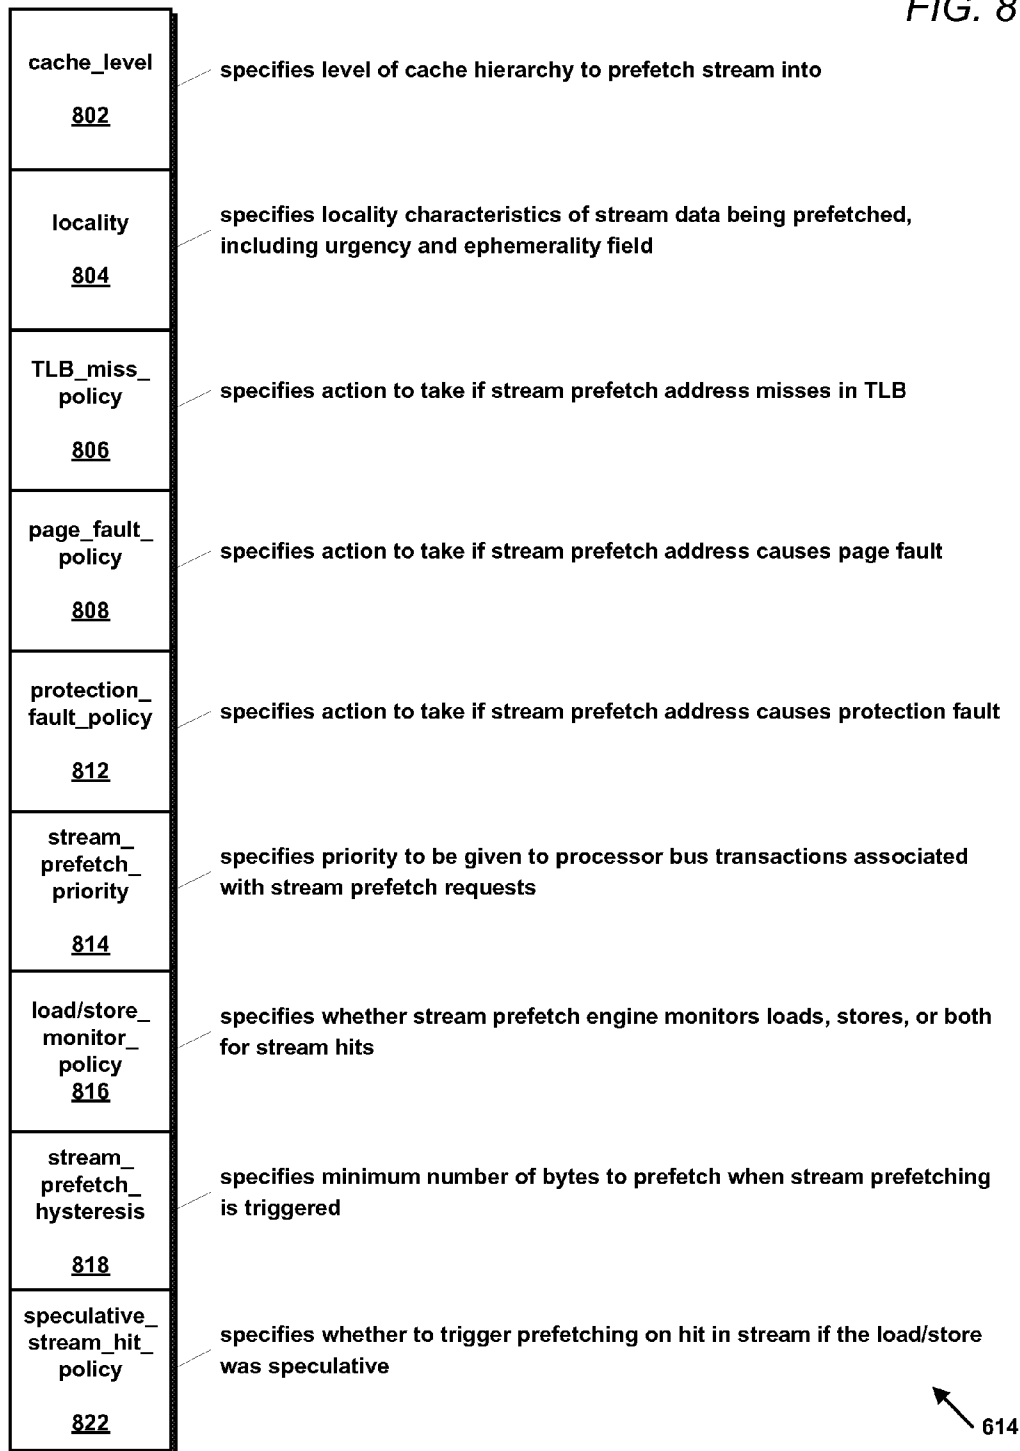 FIG. 8
cache_level
802
specifies level of cache hierarchy to prefetch stream into
locality
804
specifies locality characteristics of stream data being prefetched,
including urgency and ephemerality field
TLB_miss_
policy
806
specifies action to take if stream prefetch address misses in TLB
page_fault_
policy
808
specifies action to take if stream prefetch address causes page fault
protection_
fault_policy
812
specifies action to take if stream prefetch address causes protection fault
stream_
prefetch_
priority
814
specifies priority to be given to processor bus transactions associated
with stream prefetch requests
load/store_
monitor_
policy
816
specifies whether stream prefetch engine monitors loads, stores, or both
for stream hits
stream_
prefetch_
hysteresis
818
specifies minimum number of bytes to prefetch when stream prefetching
is triggered
speculative_
stream_hit_
policy
822
specifies whether to trigger prefetching on hit in stream if the load/store
was speculative
614